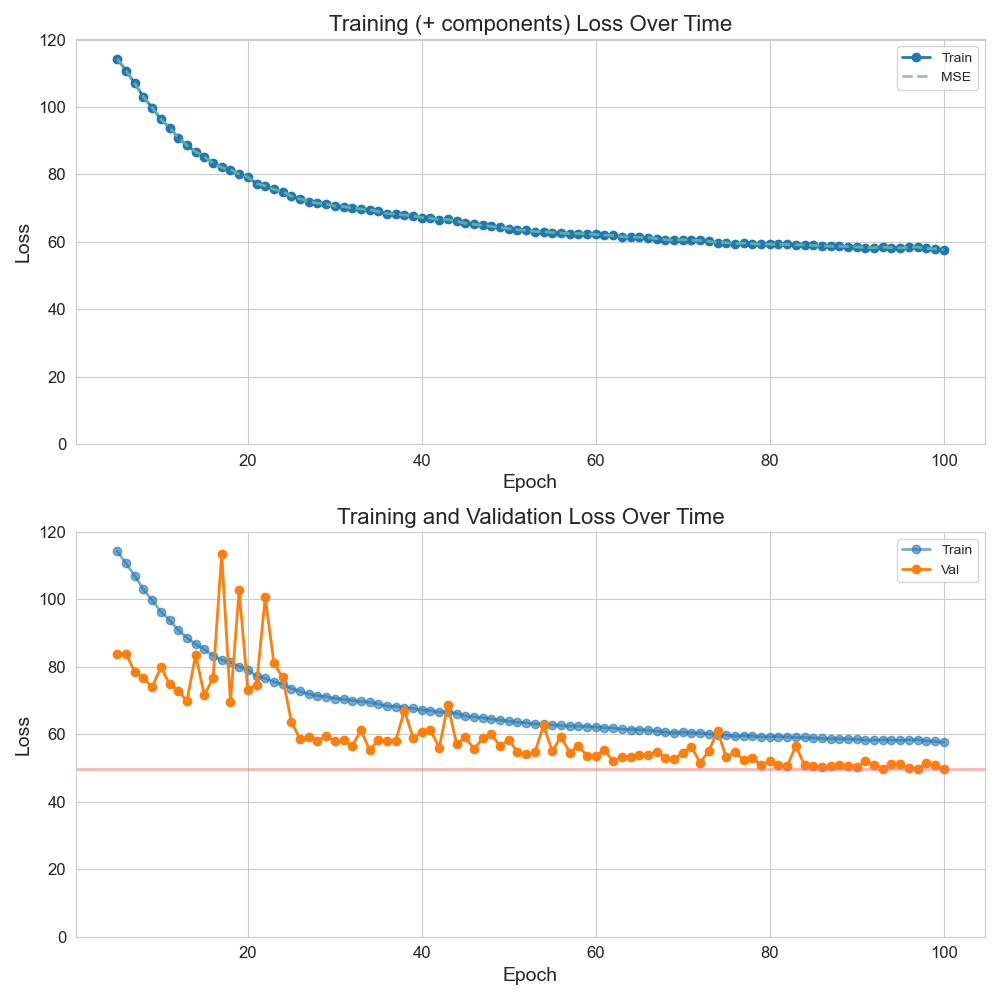 Training (+ components) Loss Over Time
120
100
80
60
40
20
0
Loss
Train
MSE
20 40 60 80 100
Epoch
Training and Validation Loss Over Time
120
100
80
60
40
20
0
Loss
Train
Val
20 40 60 80 100
Epoch